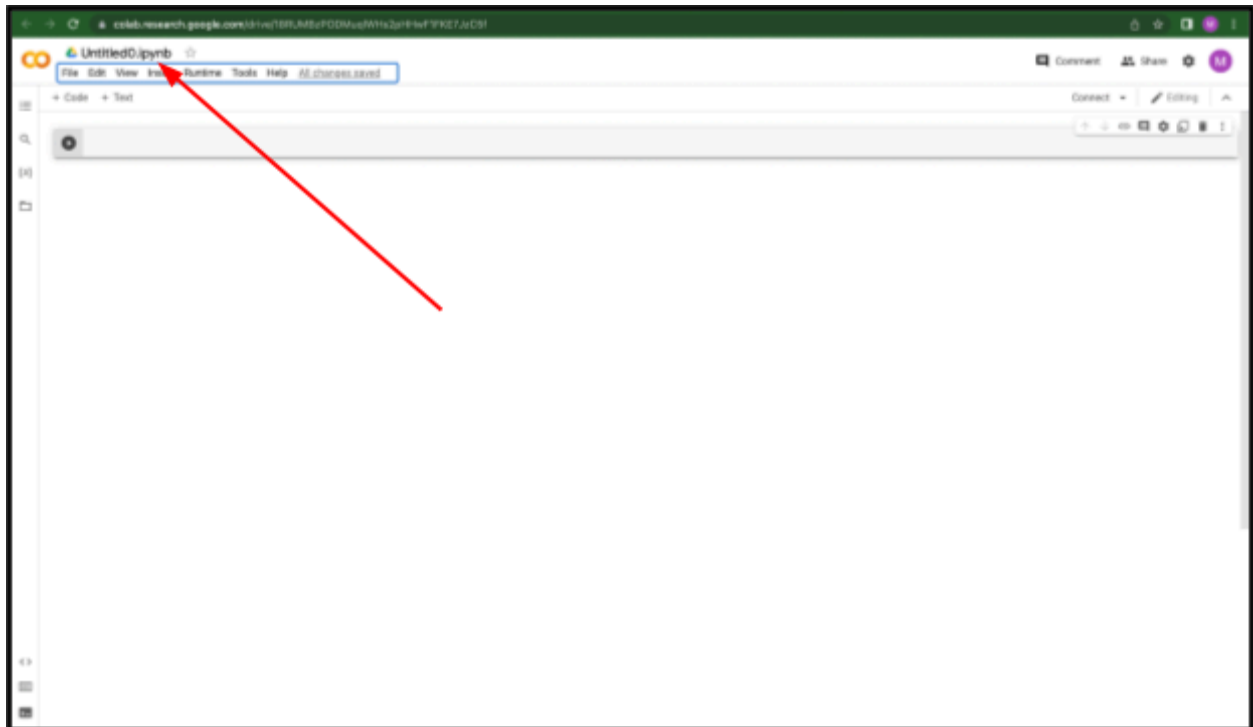 colab.research.google.com/drive/
Untitled0.ipynb
File Edit View Runtime Tools Help All changes saved
Comment Share M
+ Code + Text
Connect Editing